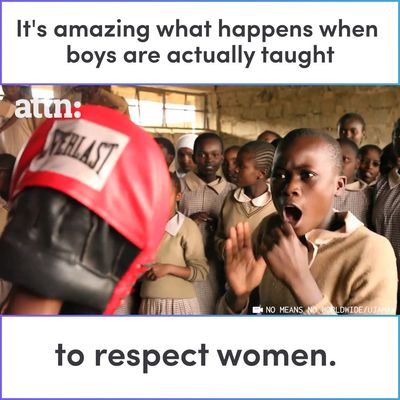 It's amazing what happens when
boys are actually taught
attn:
EVERLAST
NO MEANS NO WORLDWIDE/UJAMAA
to respect women.